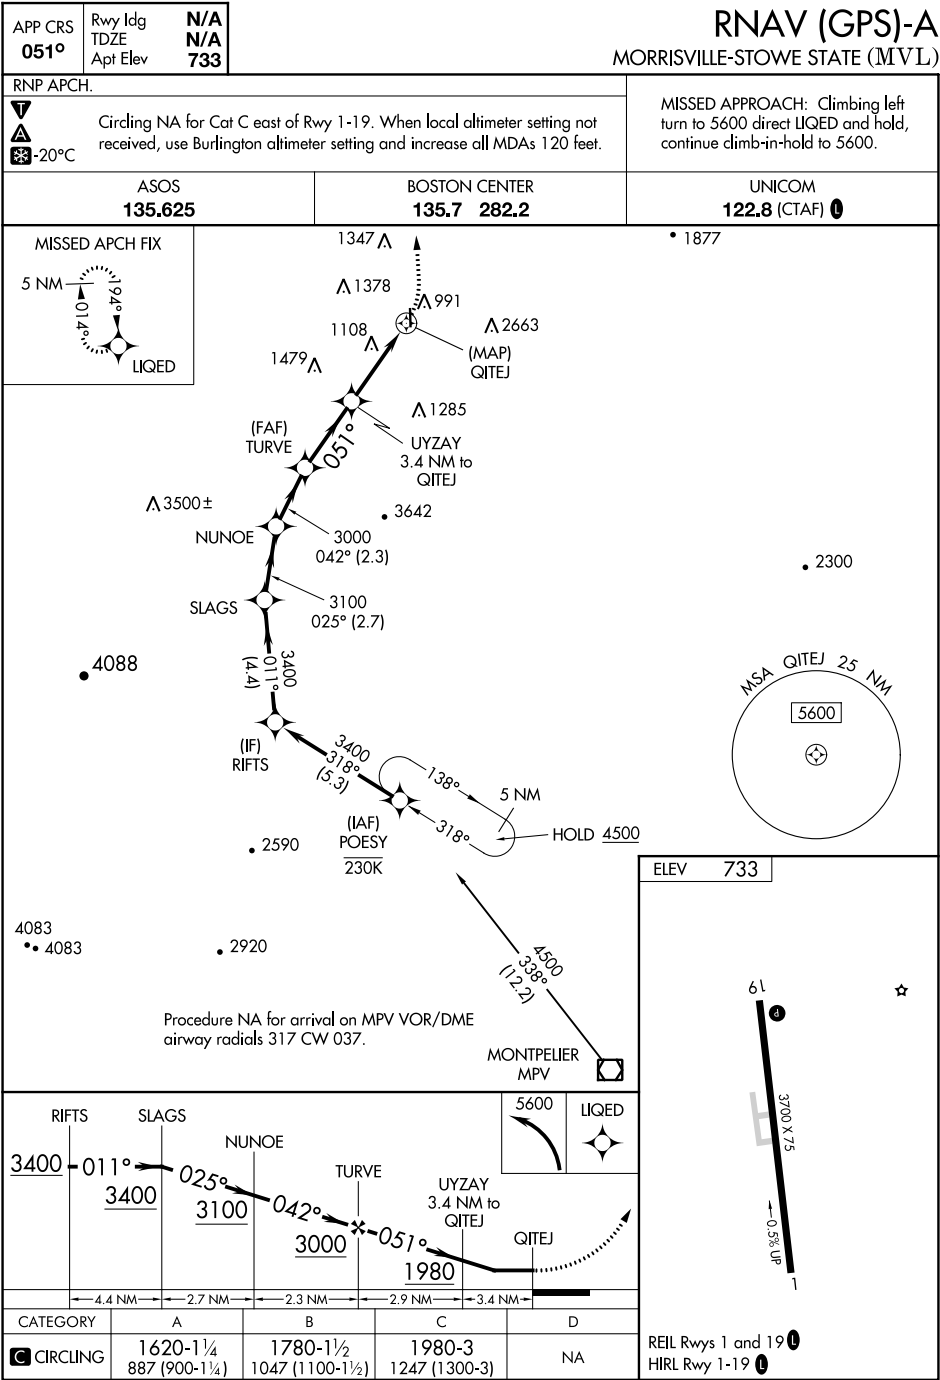 RNAV (GPS)-A
MORRISVILLE-STOWE STATE (MVL)
APP CRS
051°
Rwy ldg N/A
TDZE N/A
Apt Elev 733
RNP APCH.
T
A
-20°C
Circling NA for Cat C east of Rwy 1-19. When local altimeter setting not
received, use Burlington altimeter setting and increase all MDAs 120 feet.
MISSED APPROACH: Climbing left
turn to 5600 direct LIQED and hold,
continue climb-in-hold to 5600.
ASOS
135.625
BOSTON CENTER
135.7 282.2
UNICOM
122.8 (CTAF) L
MISSED APCH FIX
5 NM
194°
014°
LIQED
1347
1877
1378
991
1108
2663
(MAP)
QITEJ
1479
1285
(FAF)
TURVE
051°
UYZAY
3.4 NM to
QITEJ
3500±
3642
NUNOE
3000
042° (2.3)
2300
SLAGS
3100
025° (2.7)
4088
3400
011°
(4.4)
MSA QITEJ 25 NM
5600
(IF)
RIFTS
3400
318°
(5.3)
138°
5 NM
318°
HOLD 4500
(IAF)
POESY
230K
2590
4083
4083
2920
4500
338°
(12.2)
Procedure NA for arrival on MPV VOR/DME
airway radials 317 CW 037.
MONTPELIER
MPV
ELEV 733
19
P
3700 X 75
0.5% UP
1
REIL Rwys 1 and 19 L
HIRL Rwy 1-19 L
RIFTS
SLAGS
NUNOE
TURVE
UYZAY
3.4 NM to
QITEJ
QITEJ
5600
LIQED
3400
011°
3400
025°
3100
042°
3000
051°
1980
4.4 NM
2.7 NM
2.3 NM
2.9 NM
3.4 NM
CATEGORY A B C D
C CIRCLING
1620-1¼
887 (900-1¼)
1780-1½
1047 (1100-1½)
1980-3
1247 (1300-3)
NA